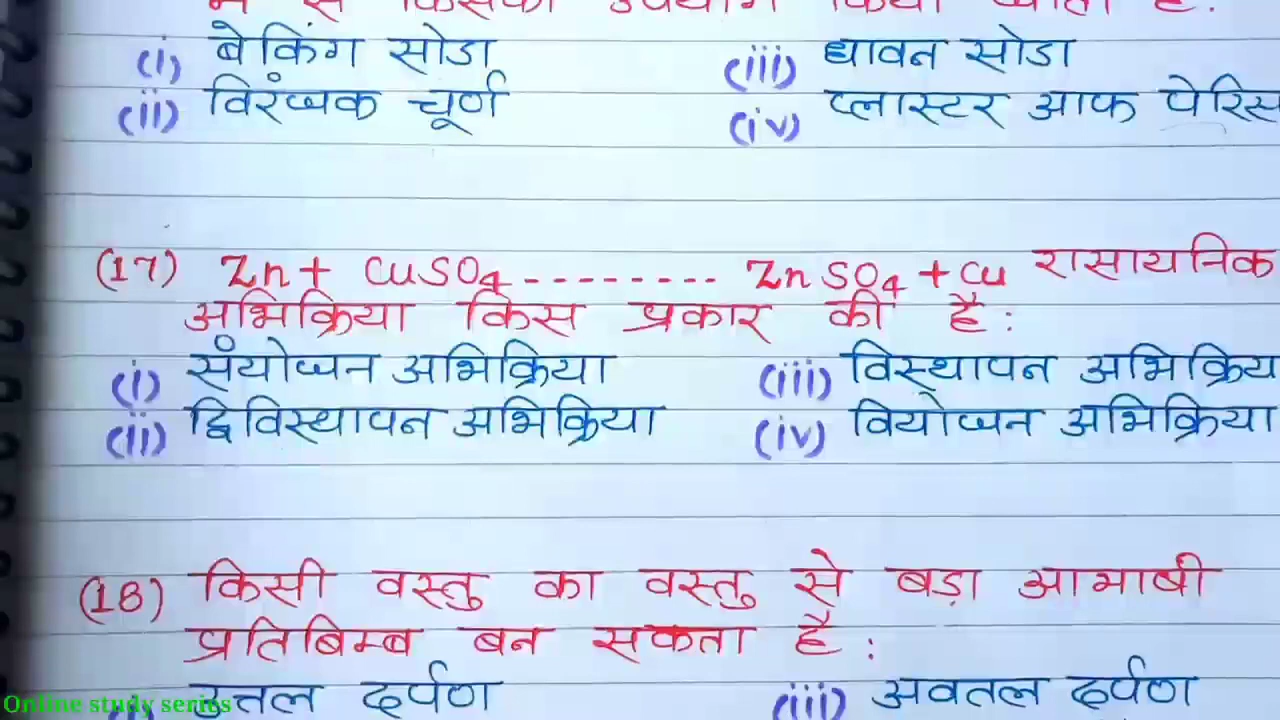 (i) बेकिंग सोडा (iii) धावन सोडा
(ii) विरंजक चूर्ण (iv) प्लास्टर आफ पेरिस
(17) Zn + CuSO4 -------- ZnSO4 + Cu रासायनिक
अभिक्रिया किस प्रकार की है :
(i) संयोजन अभिक्रिया (iii) विस्थापन अभिक्रिय
(ii) द्विविस्थापन अभिक्रिया (iv) वियोजन अभिक्रिया
(18) किसी वस्तु का वस्तु से बड़ा आभाषी
प्रतिबिम्ब बन सकता है :
उत्तल दर्पण (iii) अवतल दर्पण
Online study series